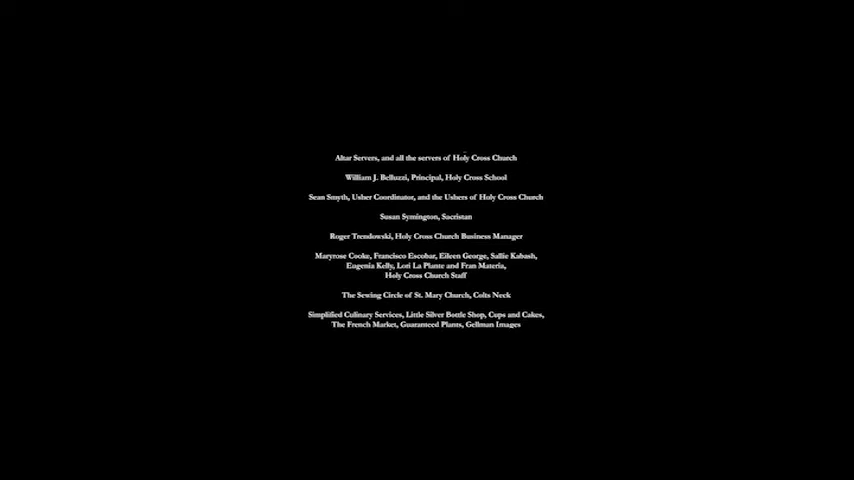 Altar Servers, and all the servers of Holy Cross Church
William J. Belluzzi, Principal, Holy Cross School
Sean Smyth, Usher Coordinator, and the Ushers of Holy Cross Church
Susan Symington, Sacristan
Roger Trendowski, Holy Cross Church Business Manager
Maryrose Cooke, Francisco Escobar, Eileen George, Sallie Kabash,
Eugenia Kelly, Lori La Plante and Fran Materia,
Holy Cross Church Staff
The Sewing Circle of St. Mary Church, Colts Neck
Simplified Culinary Services, Little Silver Bottle Shop, Cups and Cakes,
The French Market, Guaranteed Plants, Gellman Images